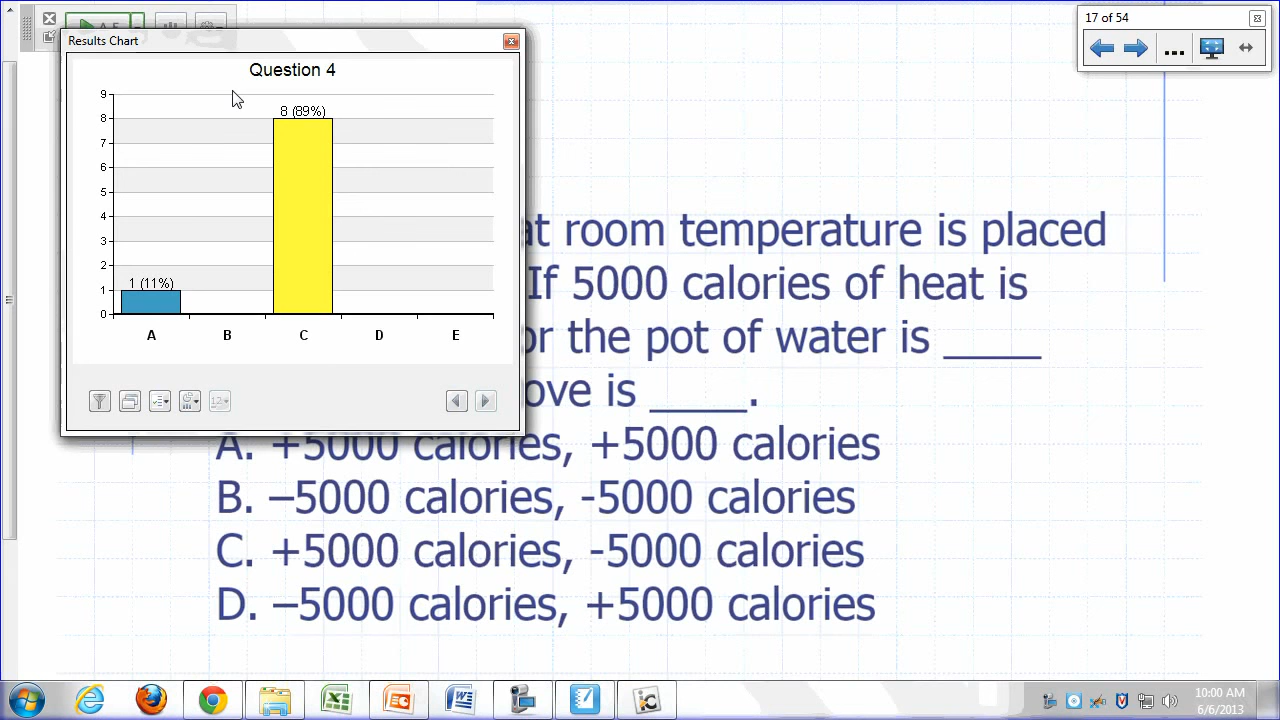 17 of 54
Results Chart
Question 4
9
8 (89%)
8
7
6
5
4
3
2
1 (11%)
1
0
A B C D E
at room temperature is placed
If 5000 calories of heat is
or the pot of water is ____
ove is ____.
A. +5000 calories, +5000 calories
B. –5000 calories, -5000 calories
C. +5000 calories, -5000 calories
D. –5000 calories, +5000 calories
10:00 AM
6/6/2013